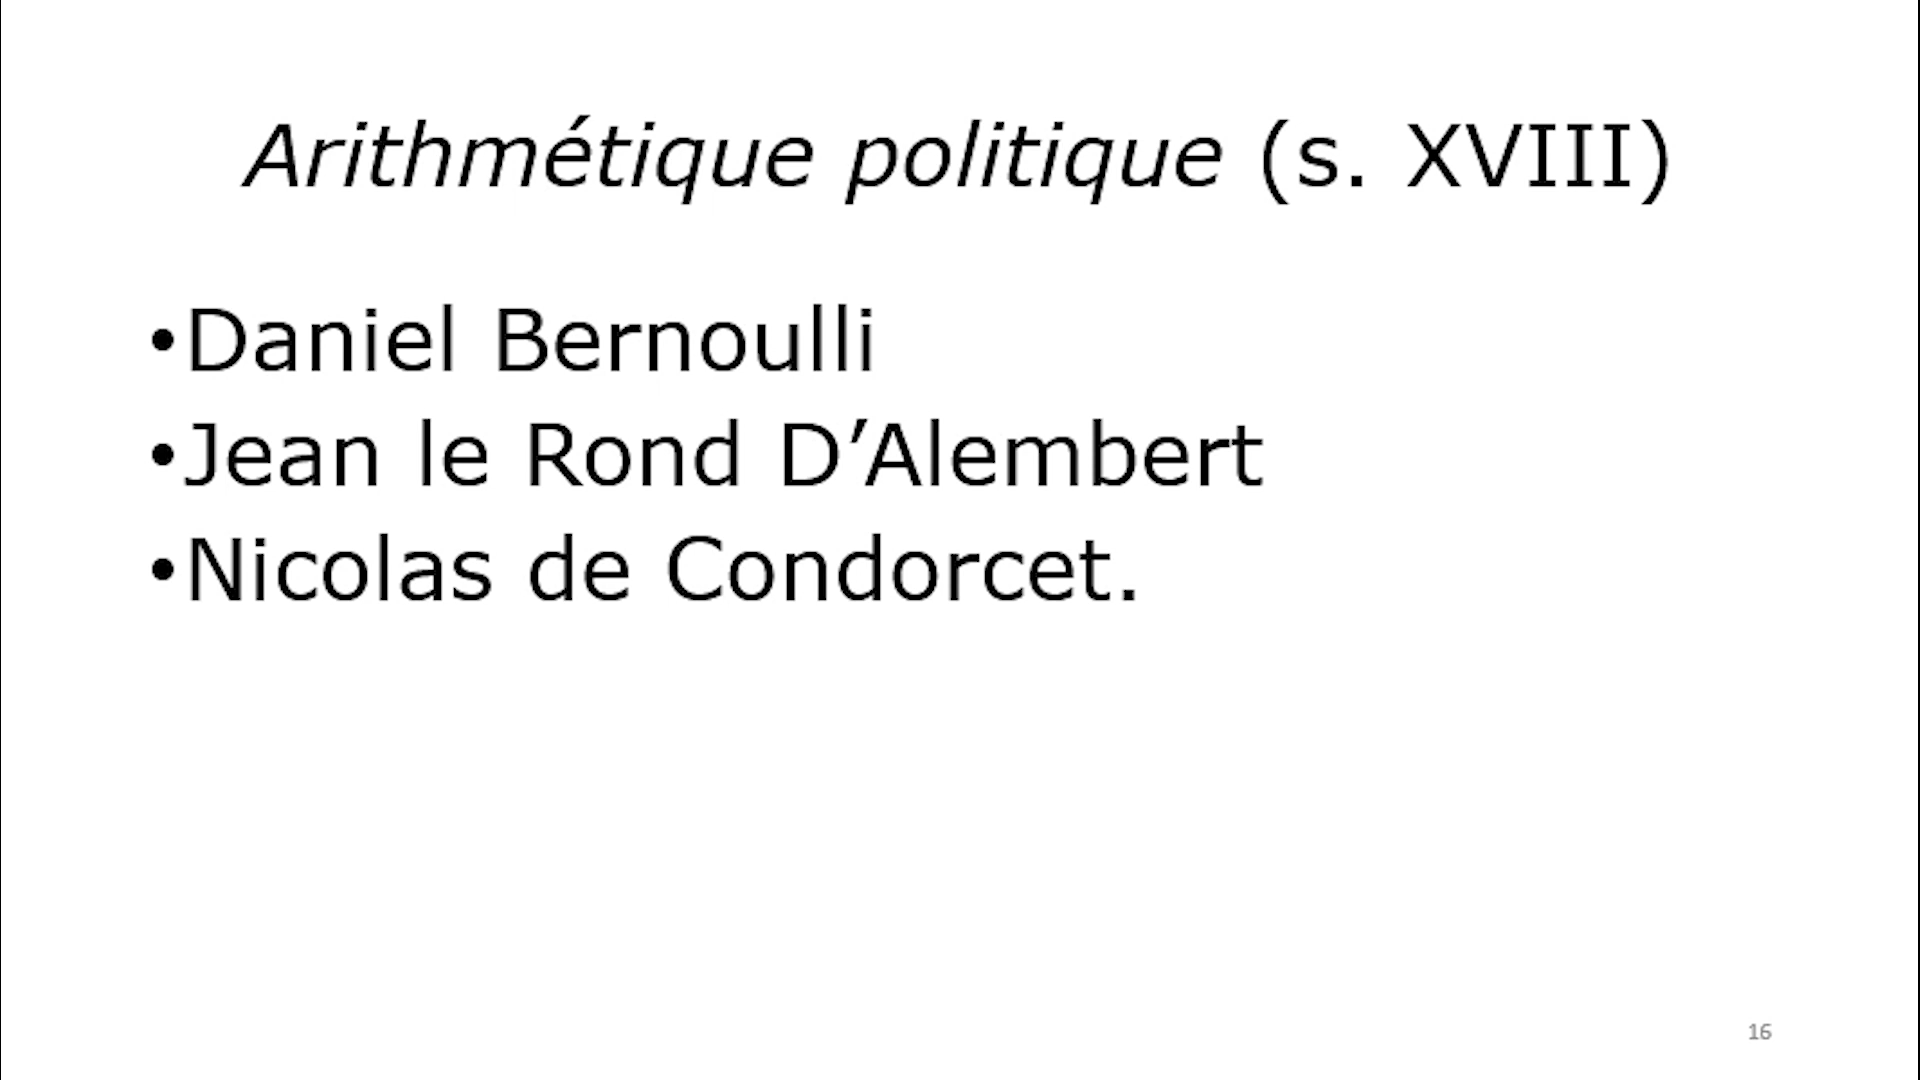 Arithmétique politique (s. XVIII)
•Daniel Bernoulli
•Jean le Rond D’Alembert
•Nicolas de Condorcet.
16